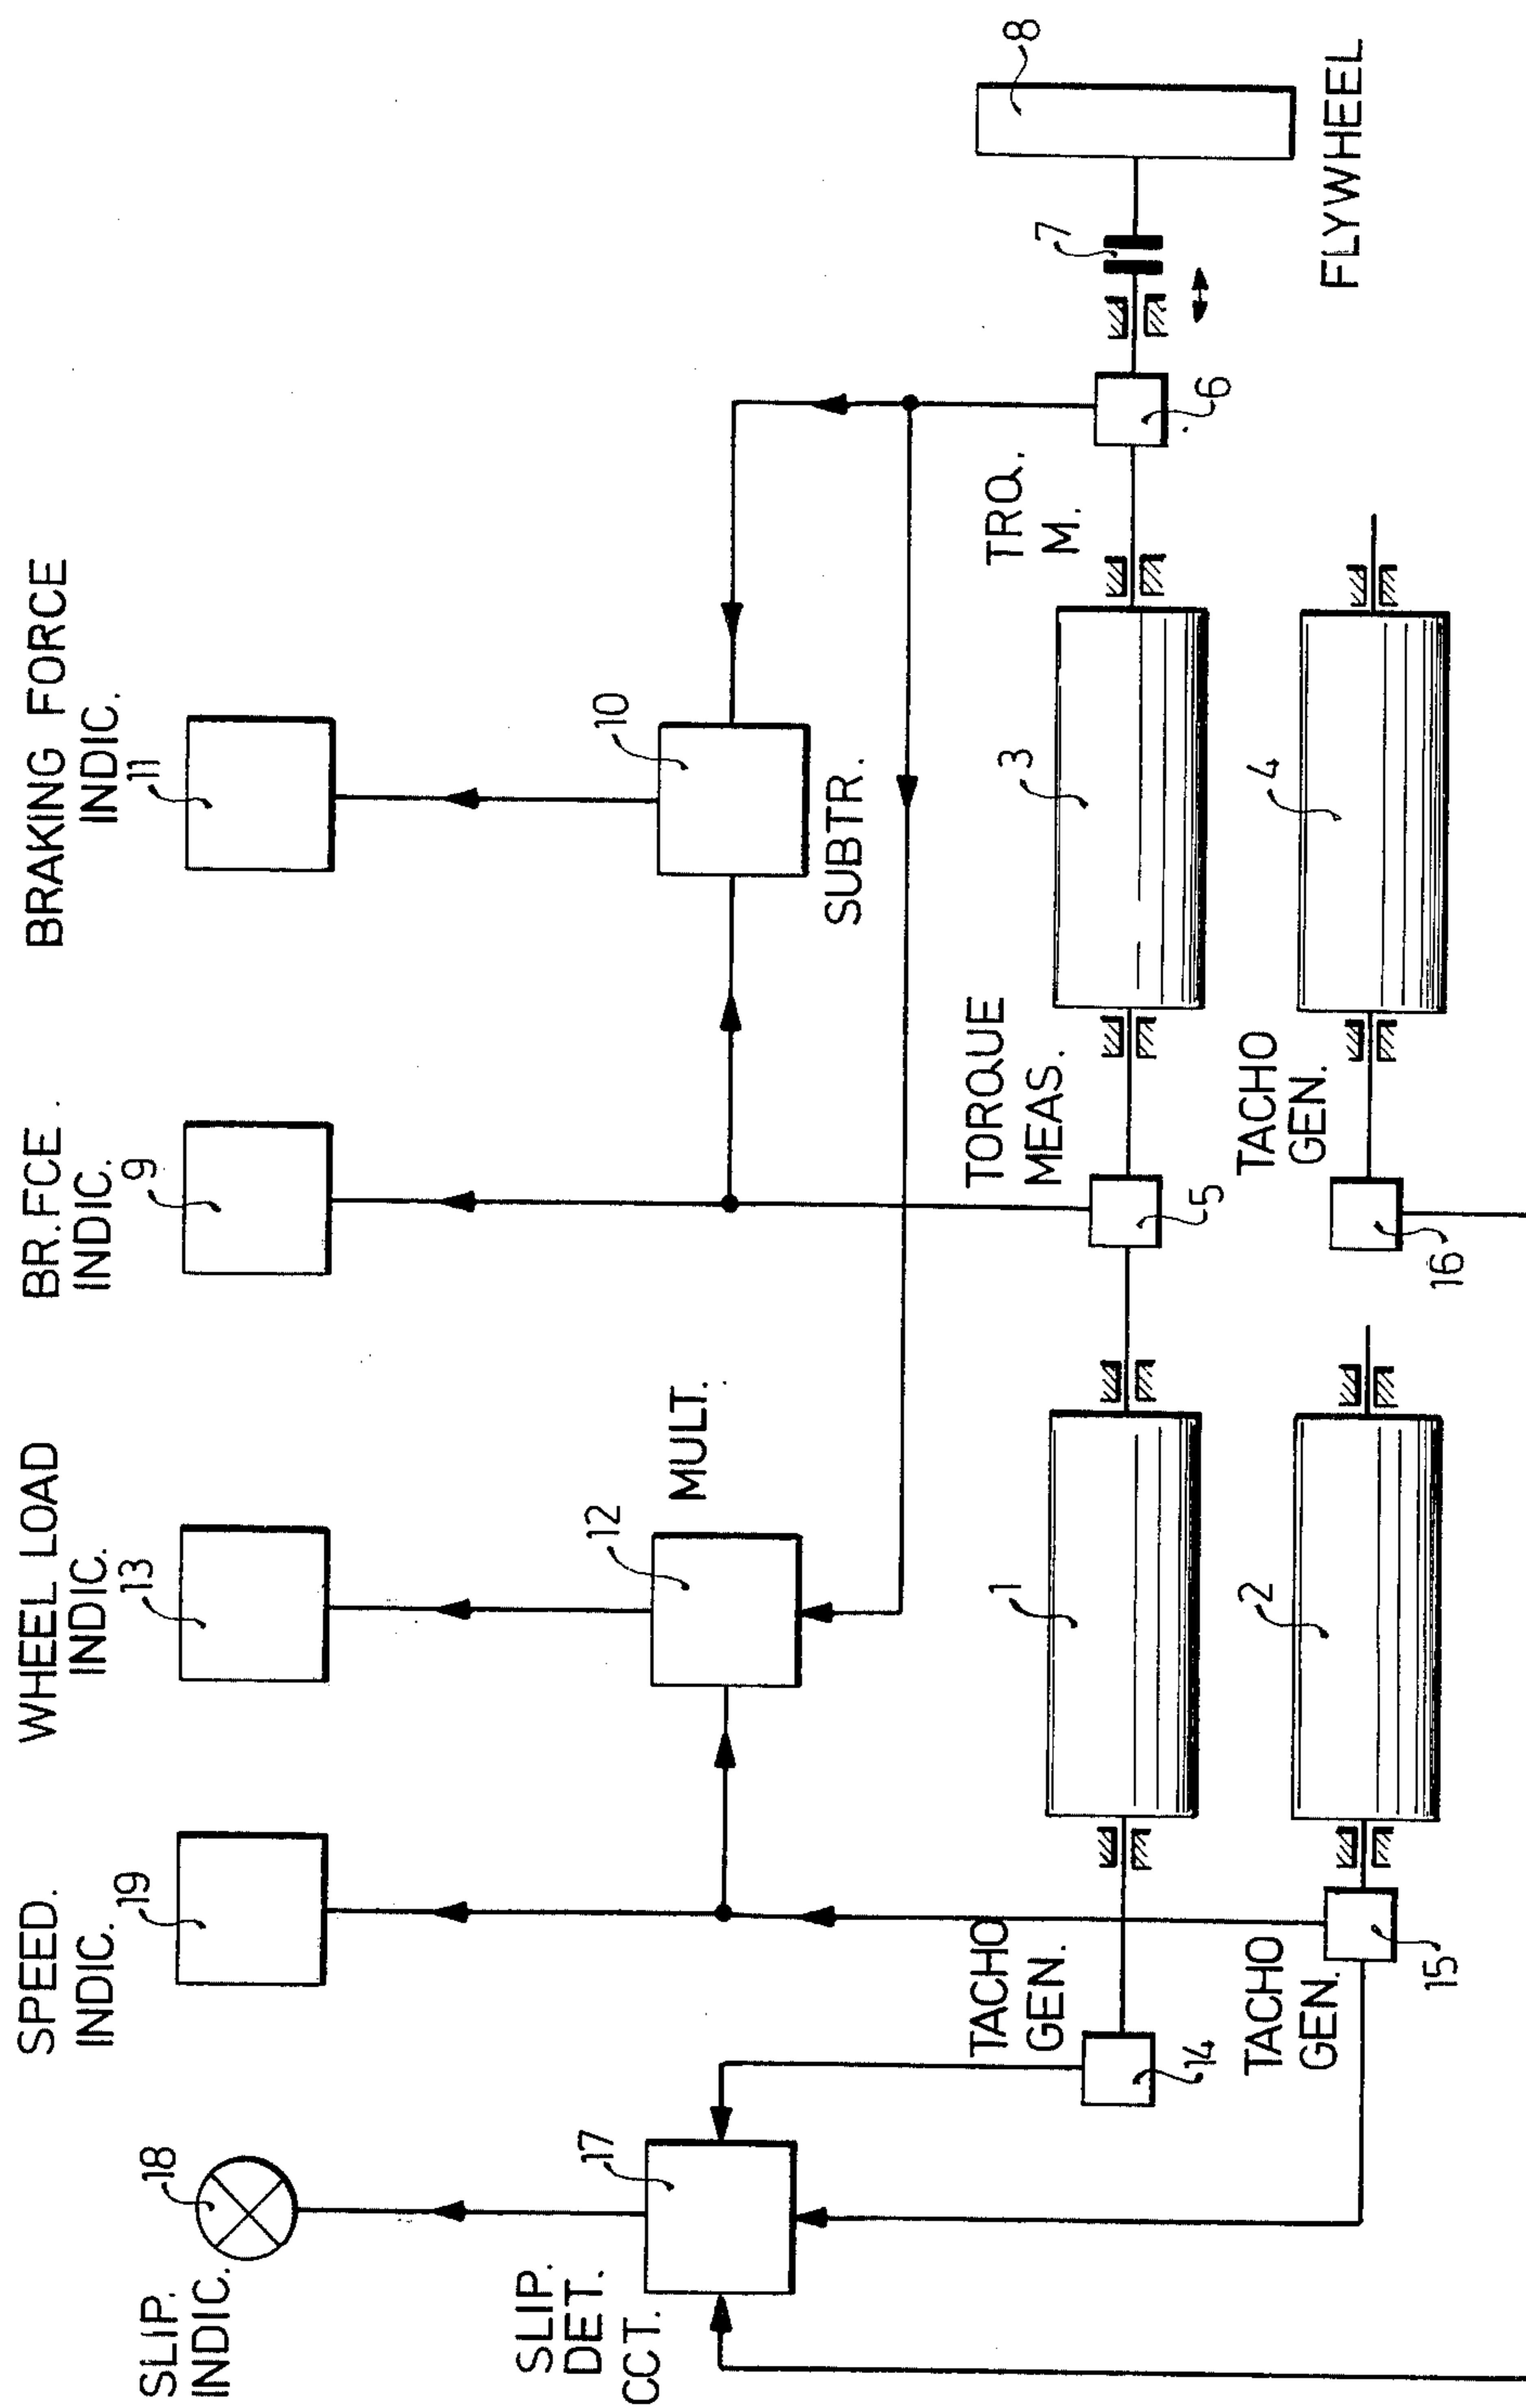 SLIP.
INDIC.
18
SPEED.
INDIC.
19
WHEEL LOAD
INDIC.
13
BR.FCE.
INDIC.
9
BRAKING FORCE
INDIC.
11
SLIP.
DET.
CCT.
17
12
MULT.
10
SUBTR.
TACHO
GEN.
14
1
TORQUE
MEAS.
5
3
TRQ.
M.
6
7
8
FLYWHEEL
TACHO
GEN.
15
2
TACHO
GEN.
16
4